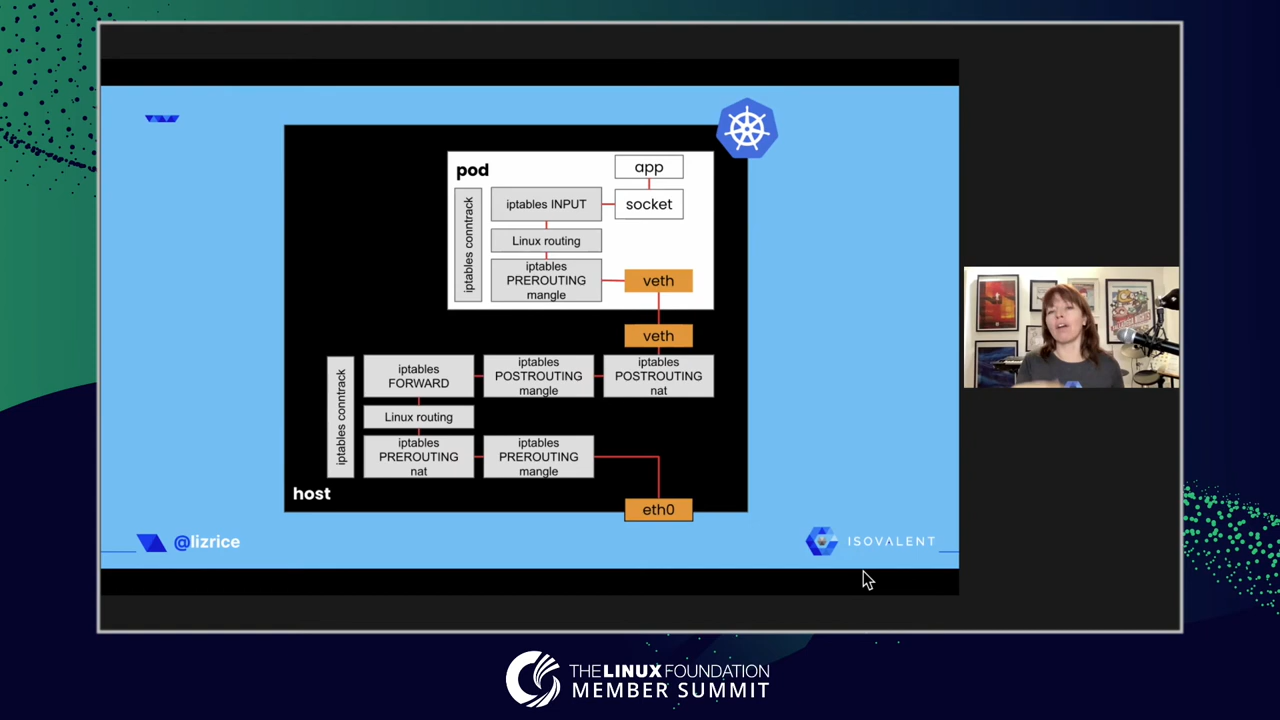 pod
app
iptables conntrack
iptables INPUT
socket
Linux routing
iptables
PREROUTING
mangle
veth
veth
iptables conntrack
iptables
FORWARD
iptables
POSTROUTING
mangle
iptables
POSTROUTING
nat
Linux routing
iptables
PREROUTING
nat
iptables
PREROUTING
mangle
host
eth0
@lizrice
ISOVALENT
THE LINUX FOUNDATION
MEMBER SUMMIT